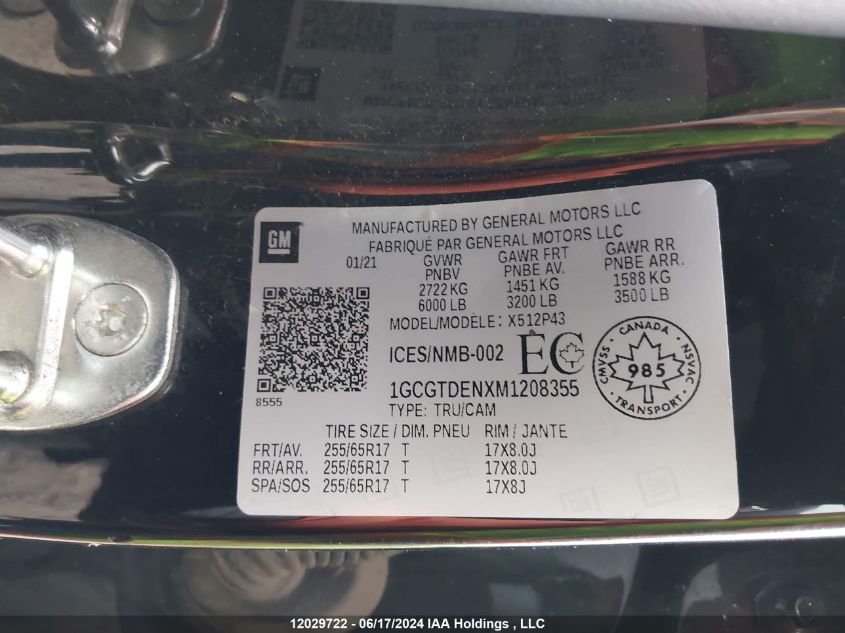 GM
MANUFACTURED BY GENERAL MOTORS LLC
FABRIQUÉ PAR GENERAL MOTORS LLC
01/21 GVWR GAWR FRT GAWR RR
PNBV PNBE AV. PNBE ARR.
2722 KG 1451 KG 1588 KG
6000 LB 3200 LB 3500 LB
MODEL/MODÈLE: X512P43
ICES/NMB-002 EC
CANADA
CMVSS 985 NSVAC
TRANSPORT
8555
1GCGTDENXM1208355
TYPE: TRU/CAM
TIRE SIZE / DIM. PNEU RIM / JANTE
FRT/AV. 255/65R17 T 17X8.0J
RR/ARR. 255/65R17 T 17X8.0J
SPA/SOS 255/65R17 T 17X8J
GM
12029722 - 06/17/2024 IAA Holdings , LLC